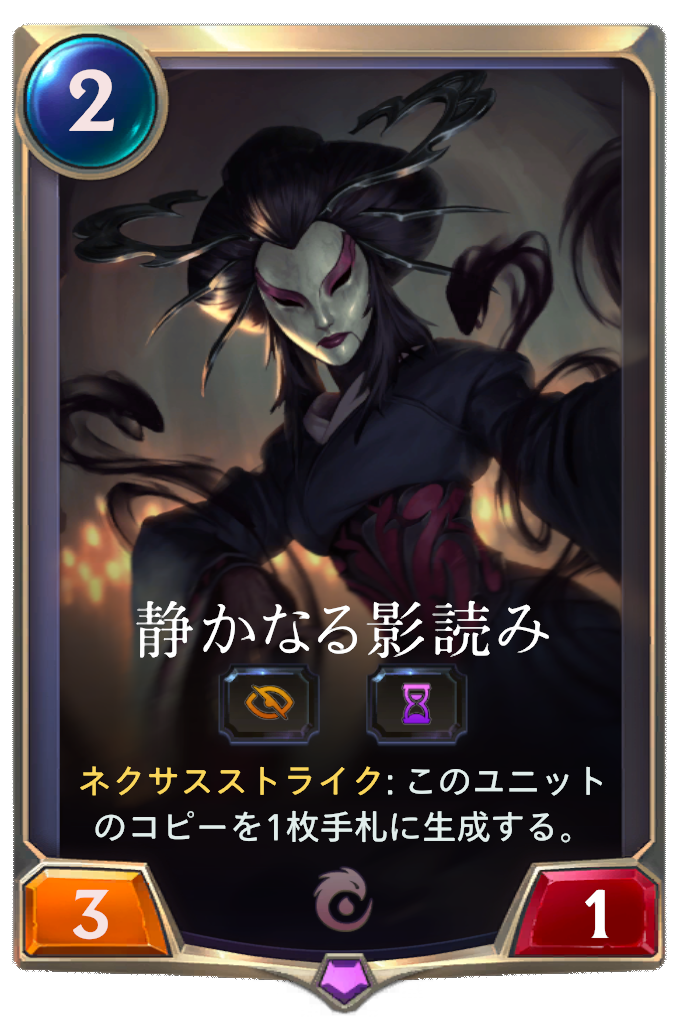 2
静かなる影読み
ネクサスストライク: このユニット
のコピーを1枚手札に生成する。
3
1